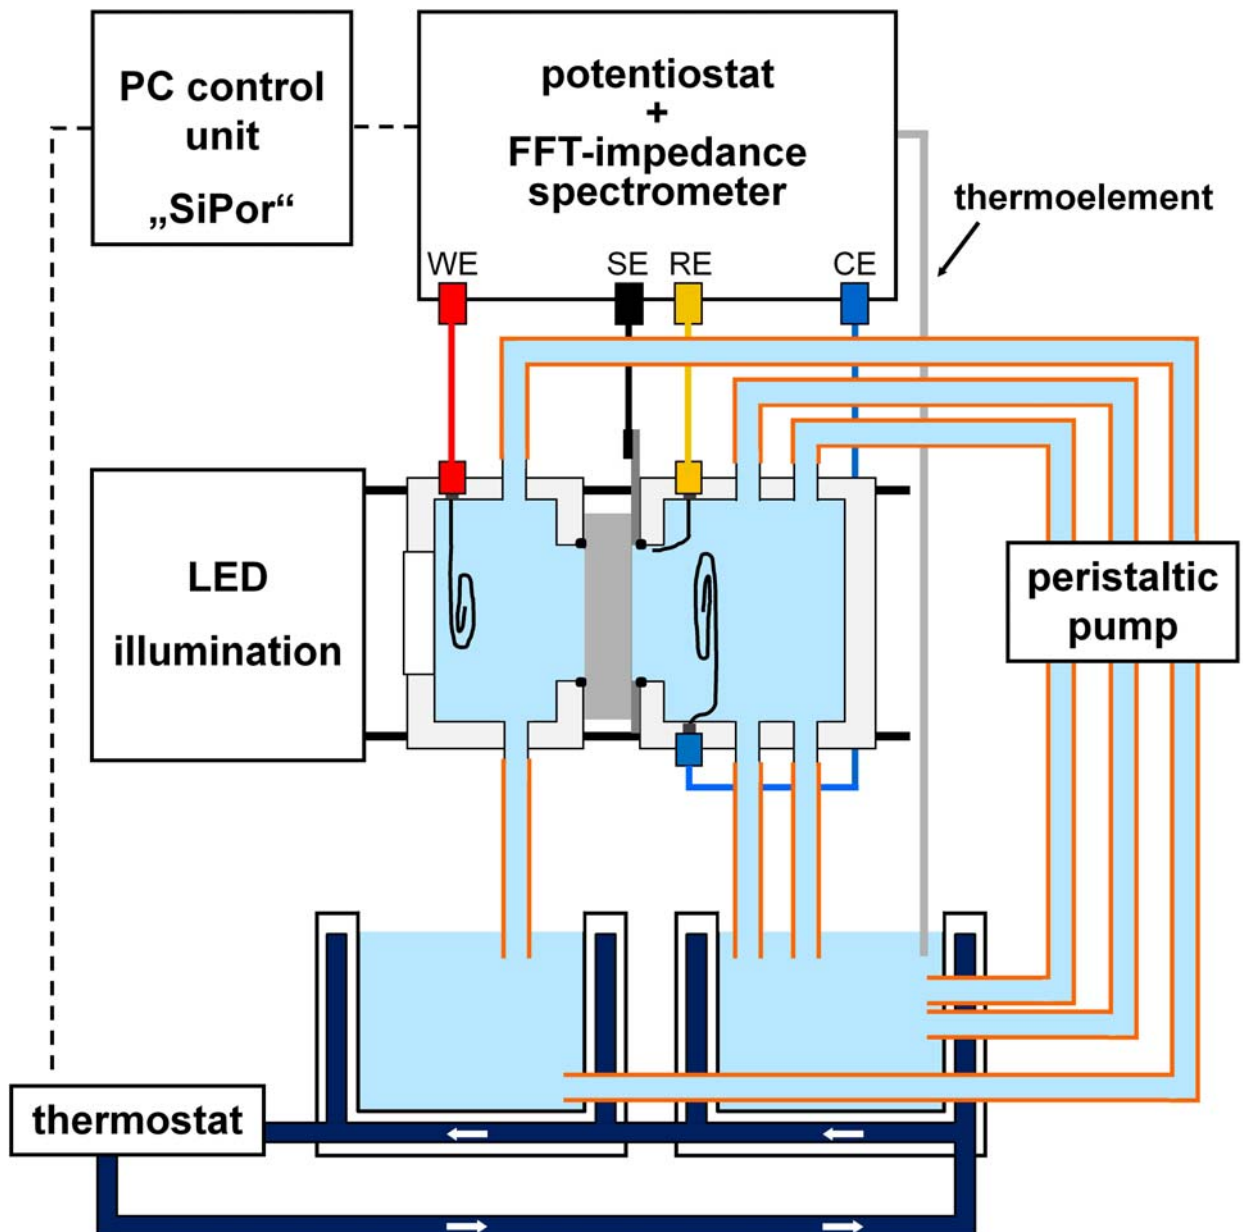 PC control
unit
„SiPor“
potentiostat
+
FFT-impedance
spectrometer
thermoelement
WE
SE
RE
CE
LED
illumination
peristaltic
pump
thermostat